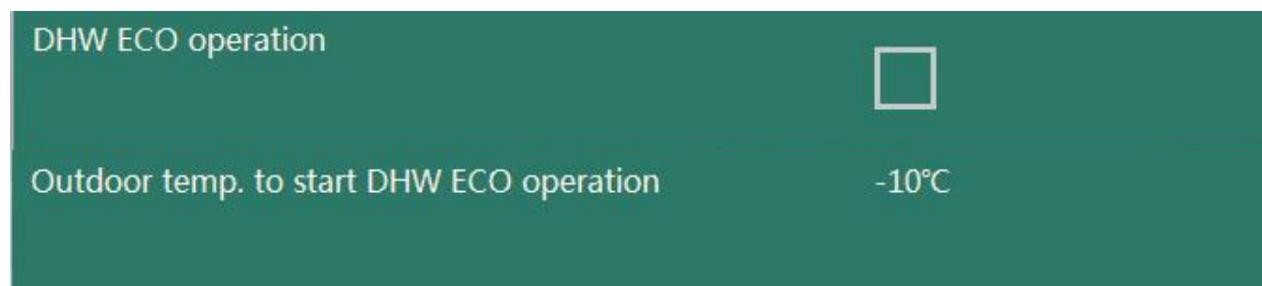 DHW ECO operation
Outdoor temp. to start DHW ECO operation -10℃